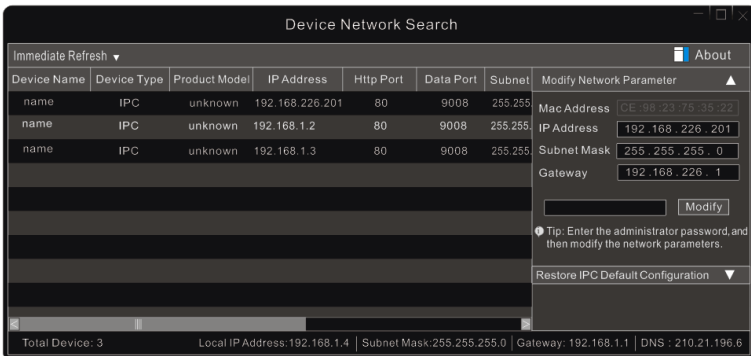 Device Network Search
Immediate Refresh ▼
About
Device Name Device Type Product Model IP Address Http Port Data Port Subnet
name IPC unknown 192.168.226.201 80 9008 255.255
name IPC unknown 192.168.1.2 80 9008 255.255.
name IPC unknown 192.168.1.3 80 9008 255.255.
Modify Network Parameter ▲
Mac Address CE:98:23:75:35:22
IP Address 192.168.226.201
Subnet Mask 255.255.255.0
Gateway 192.168.226.1
Modify
Tip: Enter the administrator password,and
then modify the network parameters.
Restore IPC Default Configuration ▼
Total Device: 3 Local IP Address:192.168.1.4 Subnet Mask:255.255.255.0 Gateway: 192.168.1.1 DNS : 210.21.196.6